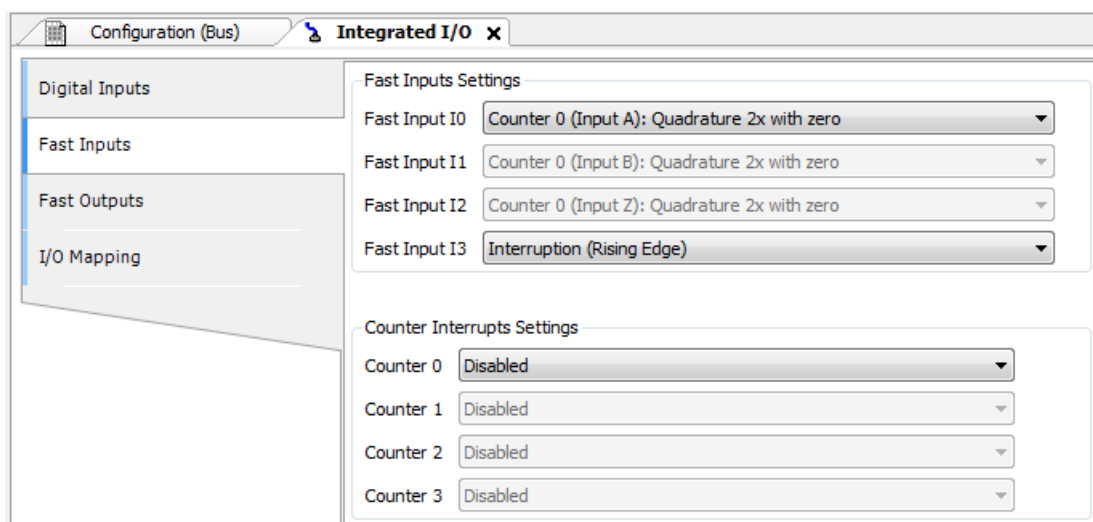 Configuration (Bus)
Integrated I/O x
Digital Inputs
Fast Inputs
Fast Outputs
I/O Mapping
Fast Inputs Settings
Fast Input I0 Counter 0 (Input A): Quadrature 2x with zero
Fast Input I1 Counter 0 (Input B): Quadrature 2x with zero
Fast Input I2 Counter 0 (Input Z): Quadrature 2x with zero
Fast Input I3 Interruption (Rising Edge)
Counter Interrupts Settings
Counter 0 Disabled
Counter 1 Disabled
Counter 2 Disabled
Counter 3 Disabled